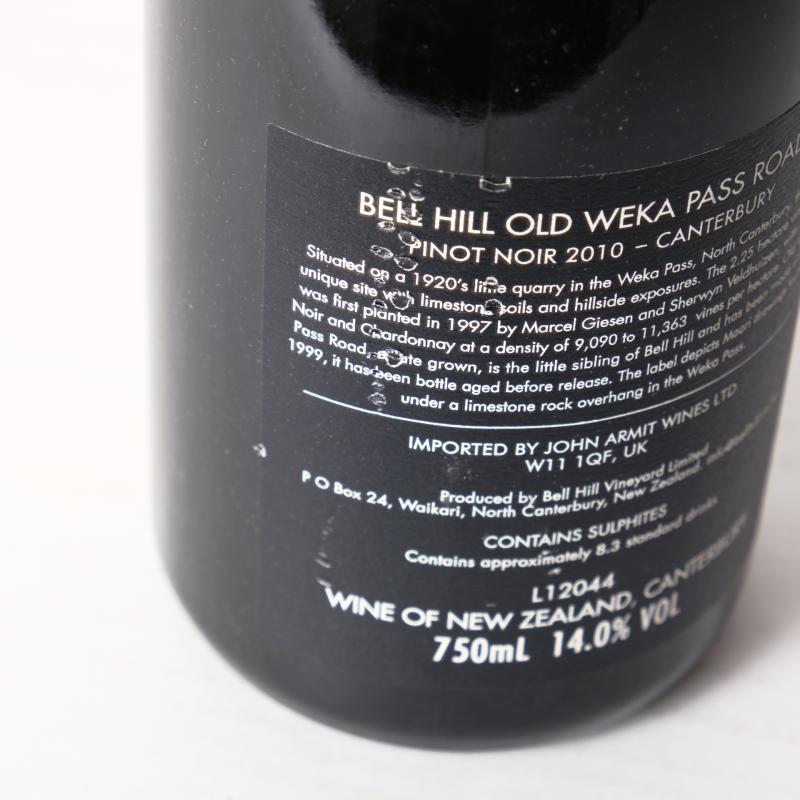 BELL HILL OLD WEKA PASS ROAD
PINOT NOIR 2010 – CANTERBURY
Situated on a 1920's lime quarry in the Weka Pass, North Canterbury,
unique site with limestone soils and hillside exposures. The 2.25 hectare
was first planted in 1997 by Marcel Giesen and Sherwyn Veldhuizen
Noir and Chardonnay at a density of 9,090 to 11,363 vines per hectare.
Pass Road, estate grown, is the little sibling of Bell Hill and has been
1999, it has been bottle aged before release. The label depicts Maori
under a limestone rock overhang in the Weka Pass.
IMPORTED BY JOHN ARMIT WINES LTD
W11 1QF, UK
Produced by Bell Hill Vineyard Limited
P O Box 24, Waikari, North Canterbury, New Zealand.
CONTAINS SULPHITES
Contains approximately 8.3 standard drinks
L12044
WINE OF NEW ZEALAND, CANTERBURY
750mL 14.0% VOL